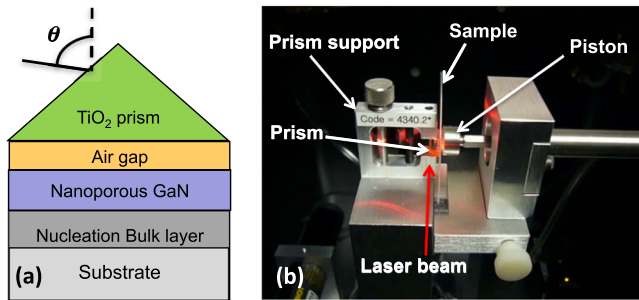 θ
TiO₂ prism
Air gap
Nanoporous GaN
Nucleation Bulk layer
Substrate
(a)
Sample
Prism support
Piston
Code = 4340.2*
Prism
Laser beam
(b)